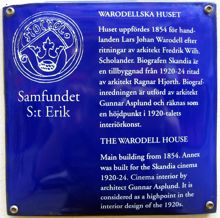 WARODELLSKA HUSET
Huset uppfördes 1854 för hand-
landen Lars Johan Warodell efter
ritningar av arkitekt Fredrik Wilh.
Scholander. Biografen Skandia är
en tillbyggnad från 1920-24 ritad
av arkitekt Ragnar Hjorth. Biograf-
inredningen är utförd av arkitekt
Gunnar Asplund och räknas som
en höjdpunkt i 1920-talets
interiörkonst.
THE WARODELL HOUSE
Main building from 1854. Annex
was built for the Skandia cinema
1920-24. Cinema interior by
architect Gunnar Asplund. It is
considered as a highpoint in the
interior design of the 1920s.
Samfundet
S:t Erik